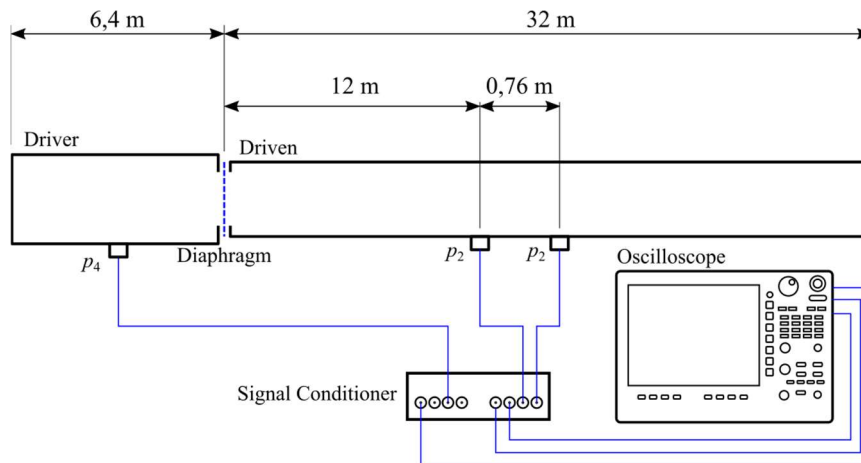 6,4 m
32 m
12 m
0,76 m
Driver
Driven
p4
Diaphragm
p2
p2
Oscilloscope
Signal Conditioner